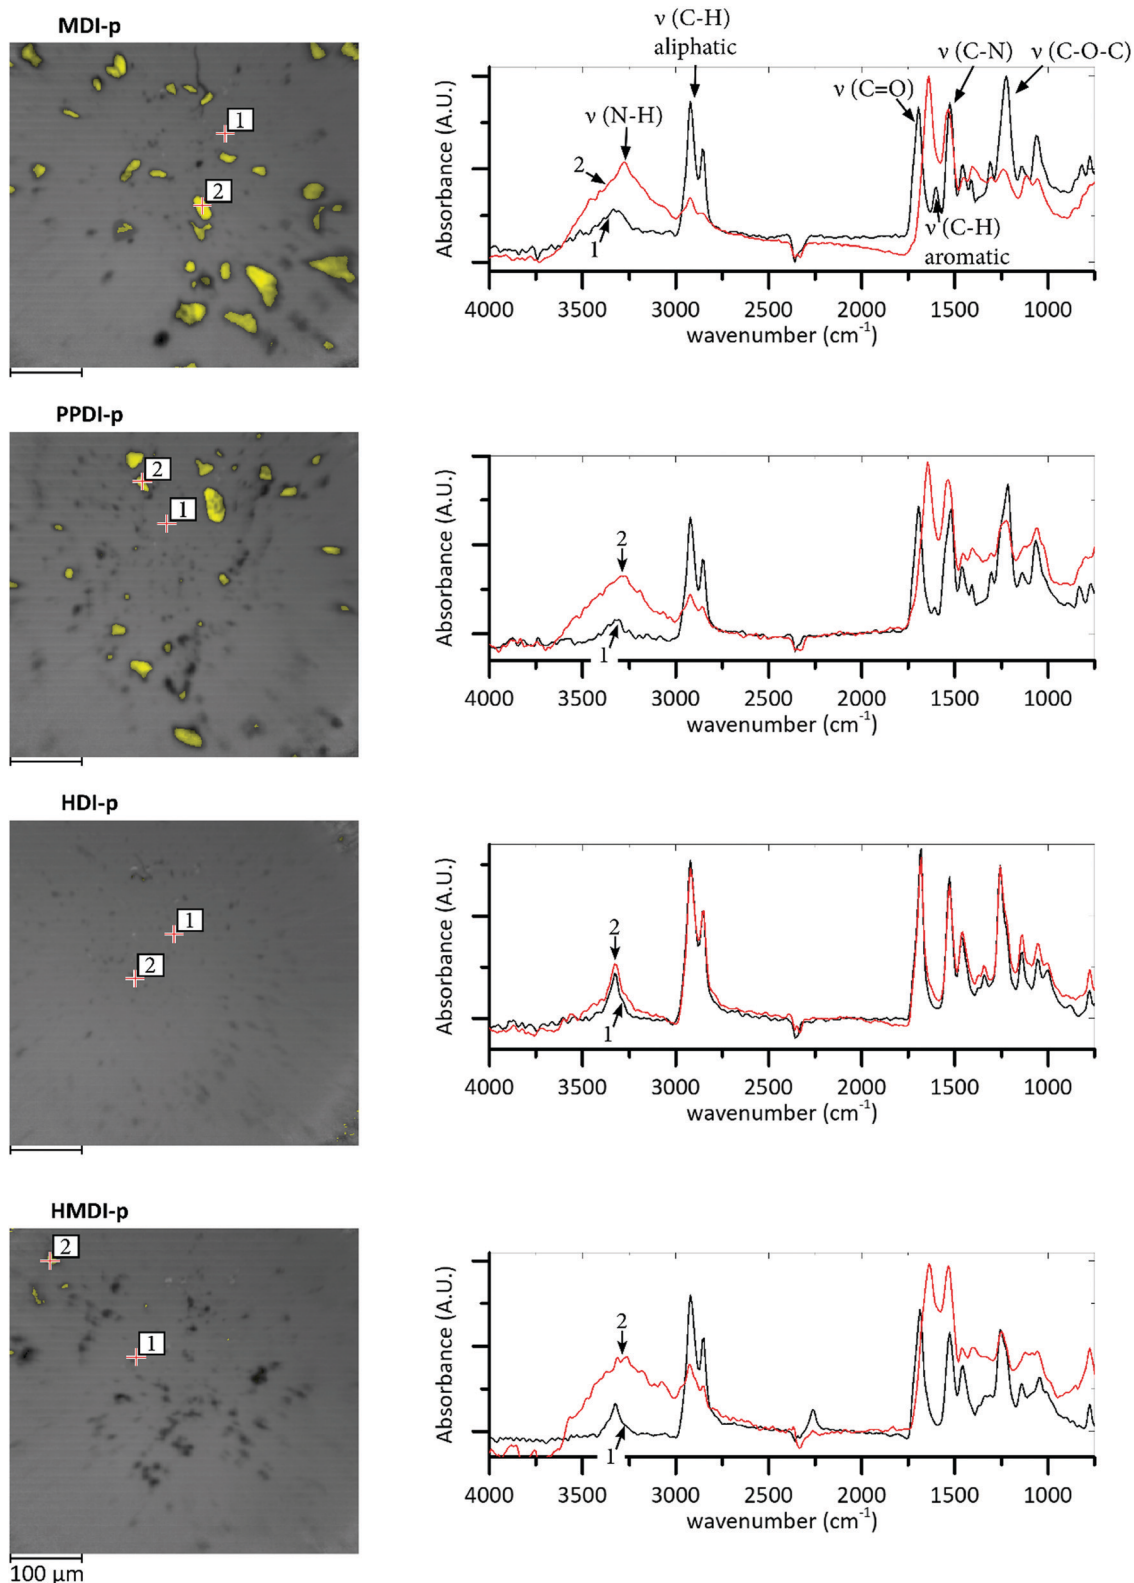 MDI-p
1
2
ν (C-H)
aliphatic
ν (C-N)
ν (C-O-C)
ν (C=O)
ν (N-H)
2
1
ν (C-H)
aromatic
Absorbance (A.U.)
4000 3500 3000 2500 2000 1500 1000
wavenumber (cm⁻¹)
PPDI-p
2
1
2
1
Absorbance (A.U.)
4000 3500 3000 2500 2000 1500 1000
wavenumber (cm⁻¹)
HDI-p
1
2
2
1
Absorbance (A.U.)
4000 3500 3000 2500 2000 1500 1000
wavenumber (cm⁻¹)
HMDI-p
2
1
2
1
Absorbance (A.U.)
4000 3500 3000 2500 2000 1500 1000
wavenumber (cm⁻¹)
100 µm